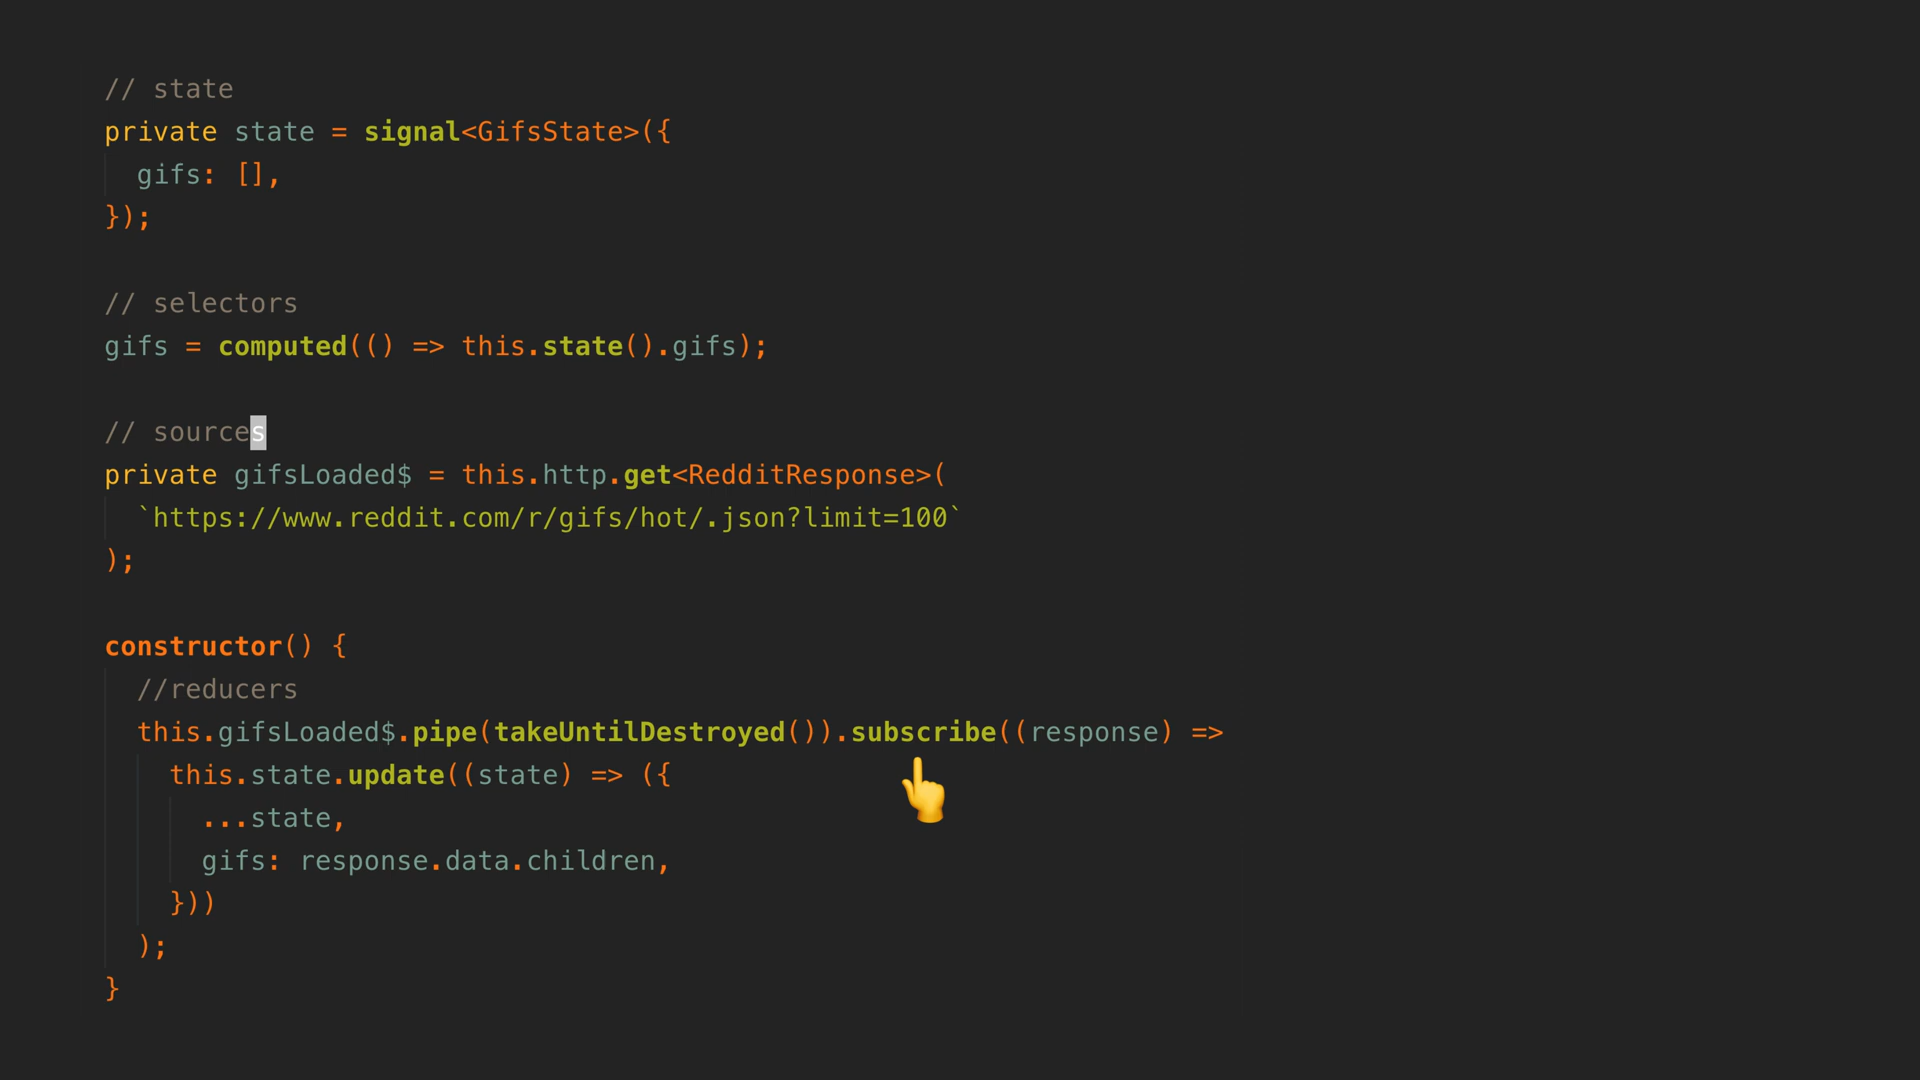 // state
private state = signal<GifsState>({
  gifs: [],
});
// selectors
gifs = computed(() => this.state().gifs);
// sources
private gifsLoaded$ = this.http.get<RedditResponse>(
  `https://www.reddit.com/r/gifs/hot/.json?limit=100`
);
constructor() {
  //reducers
  this.gifsLoaded$.pipe(takeUntilDestroyed()).subscribe((response) =>
    this.state.update((state) => ({
      ...state,
      gifs: response.data.children,
    }))
  );
}